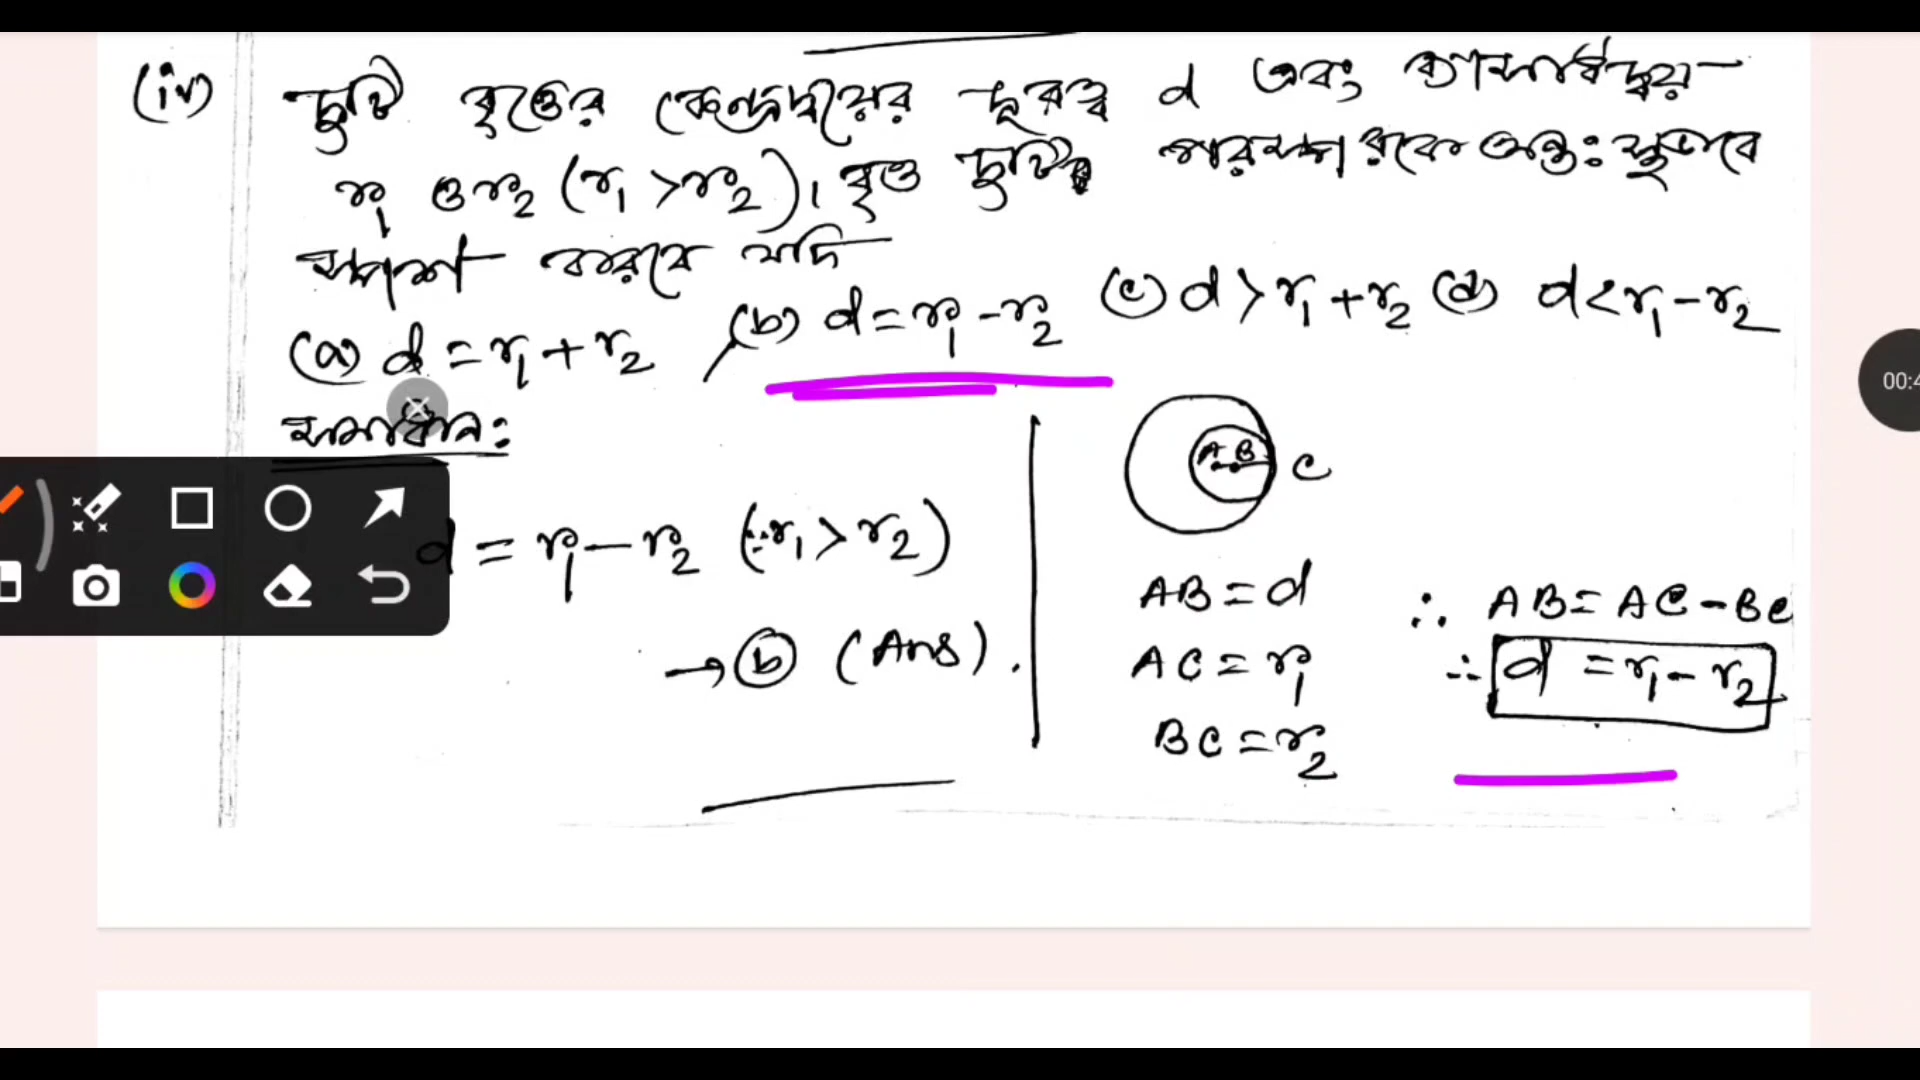 (iv) দুটি বৃত্তের কেন্দ্রদ্বয়ের দূরত্ব d এবং ব্যাসার্ধদ্বয়
r₁ ও r₂ (r₁ > r₂), বৃত্ত দুটি পরস্পরকে অন্তঃস্থভাবে
স্পর্শ করবে যদি
(a) d = r₁ + r₂ (b) d = r₁ - r₂ (c) d > r₁ + r₂ (d) d < r₁ - r₂
সমাধান:
d = r₁ - r₂ (∵ r₁ > r₂)
→ (b) (Ans).
A B C
AB = d
AC = r₁
BC = r₂
∴ AB = AC - BC
∴ d = r₁ - r₂
00:4